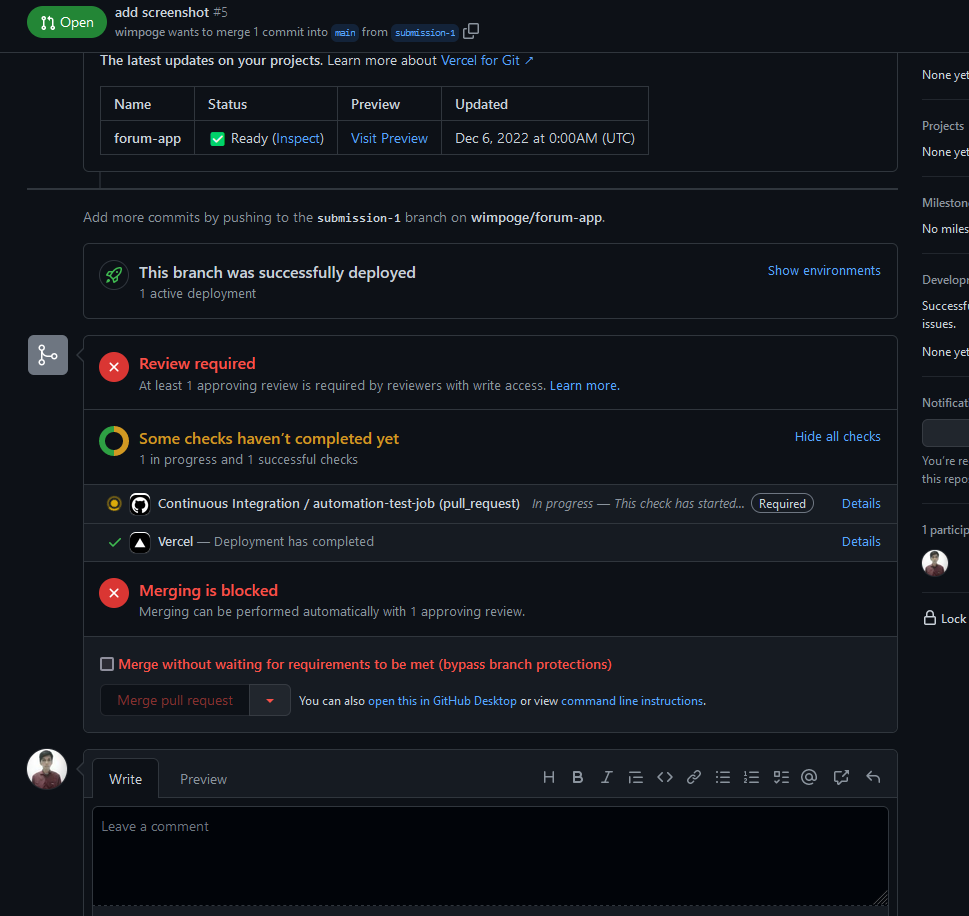 Open
add screenshot #5
wimpoge wants to merge 1 commit into main from submission-1
The latest updates on your projects. Learn more about Vercel for Git ↗
Name Status Preview Updated
forum-app ✅ Ready (Inspect) Visit Preview Dec 6, 2022 at 0:00AM (UTC)
Add more commits by pushing to the submission-1 branch on wimpoge/forum-app.
This branch was successfully deployed
1 active deployment
Show environments
Review required
At least 1 approving review is required by reviewers with write access. Learn more.
Some checks haven’t completed yet
1 in progress and 1 successful checks
Hide all checks
Continuous Integration / automation-test-job (pull_request) In progress — This check has started... Required Details
Vercel — Deployment has completed Details
Merging is blocked
Merging can be performed automatically with 1 approving review.
Merge without waiting for requirements to be met (bypass branch protections)
Merge pull request
You can also open this in GitHub Desktop or view command line instructions.
Write Preview
Leave a comment
None yet
Projects
None yet
Mileston
No miles
Developm
Successf
issues.
None yet
Notificat
You’re re
this repo
1 particip
Lock